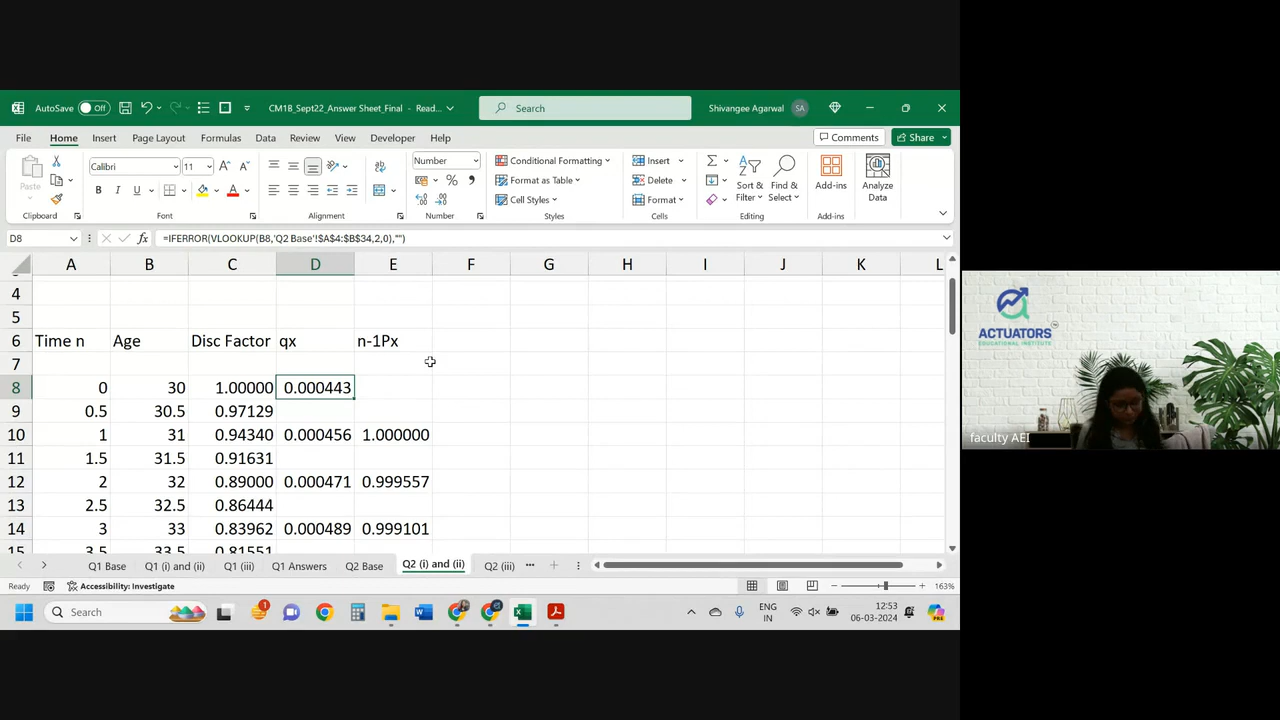 AutoSave Off CM1B_Sept22_Answer Sheet_Final - Read... Search Shivangee Agarwal SA
File Home Insert Page Layout Formulas Data Review View Developer Help Comments Share
Paste Calibri 11 Number Conditional Formatting Insert Sort & Filter Find & Select Add-ins Analyze Data
B I U Format as Table Delete
Cell Styles Format
Clipboard Font Alignment Number Styles Cells Editing Add-ins
D8 =IFERROR(VLOOKUP(B8,'Q2 Base'!$A$4:$B$34,2,0),"")
A B C D E F G H I J K L
4
5
6 Time n Age Disc Factor qx n-1Px
7
8 0 30 1.00000 0.000443
9 0.5 30.5 0.97129
10 1 31 0.94340 0.000456 1.000000
11 1.5 31.5 0.91631
12 2 32 0.89000 0.000471 0.999557
13 2.5 32.5 0.86444
14 3 33 0.83962 0.000489 0.999101
15 3.5 33.5 0.81551
Q1 Base Q1 (i) and (ii) Q1 (iii) Q1 Answers Q2 Base Q2 (i) and (ii) Q2 (iii)
Ready Accessibility: Investigate 163%
Search ENG IN 12:53 06-03-2024
ACTUATORS
EDUCATIONAL INSTITUTE
faculty AEI